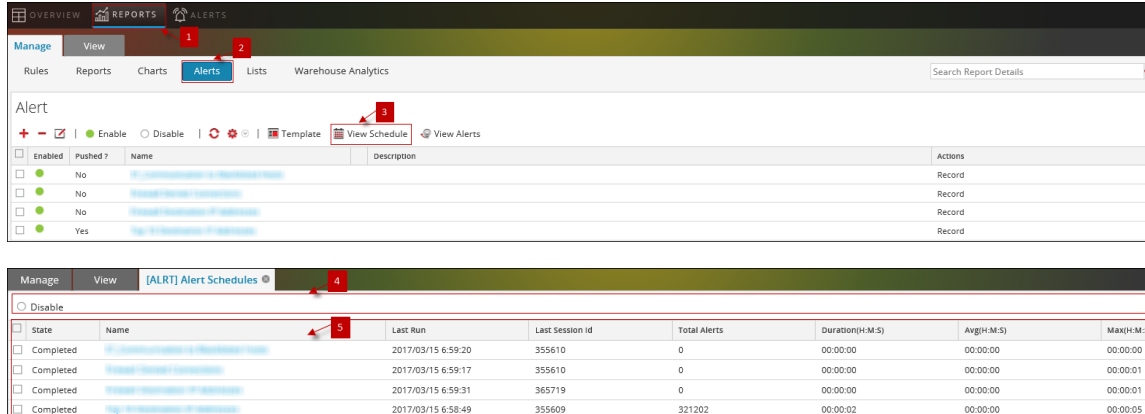 OVERVIEW REPORTS ALERTS
1
Manage View
2
Rules Reports Charts Alerts Lists Warehouse Analytics Search Report Details
Alert
3
Enable Disable Template View Schedule View Alerts
Enabled Pushed ? Name Description Actions
No Record
No Record
No Record
Yes Record
Manage View [ALRT] Alert Schedules
4
Disable
5
State Name Last Run Last Session Id Total Alerts Duration(H:M:S) Avg(H:M:S) Max(H:M:
Completed 2017/03/15 6:59:20 355610 0 00:00:00 00:00:00 00:00:00
Completed 2017/03/15 6:59:17 355610 0 00:00:00 00:00:00 00:00:01
Completed 2017/03/15 6:59:31 365719 0 00:00:00 00:00:00 00:00:01
Completed 2017/03/15 6:58:49 355609 321202 00:00:02 00:00:00 00:00:05